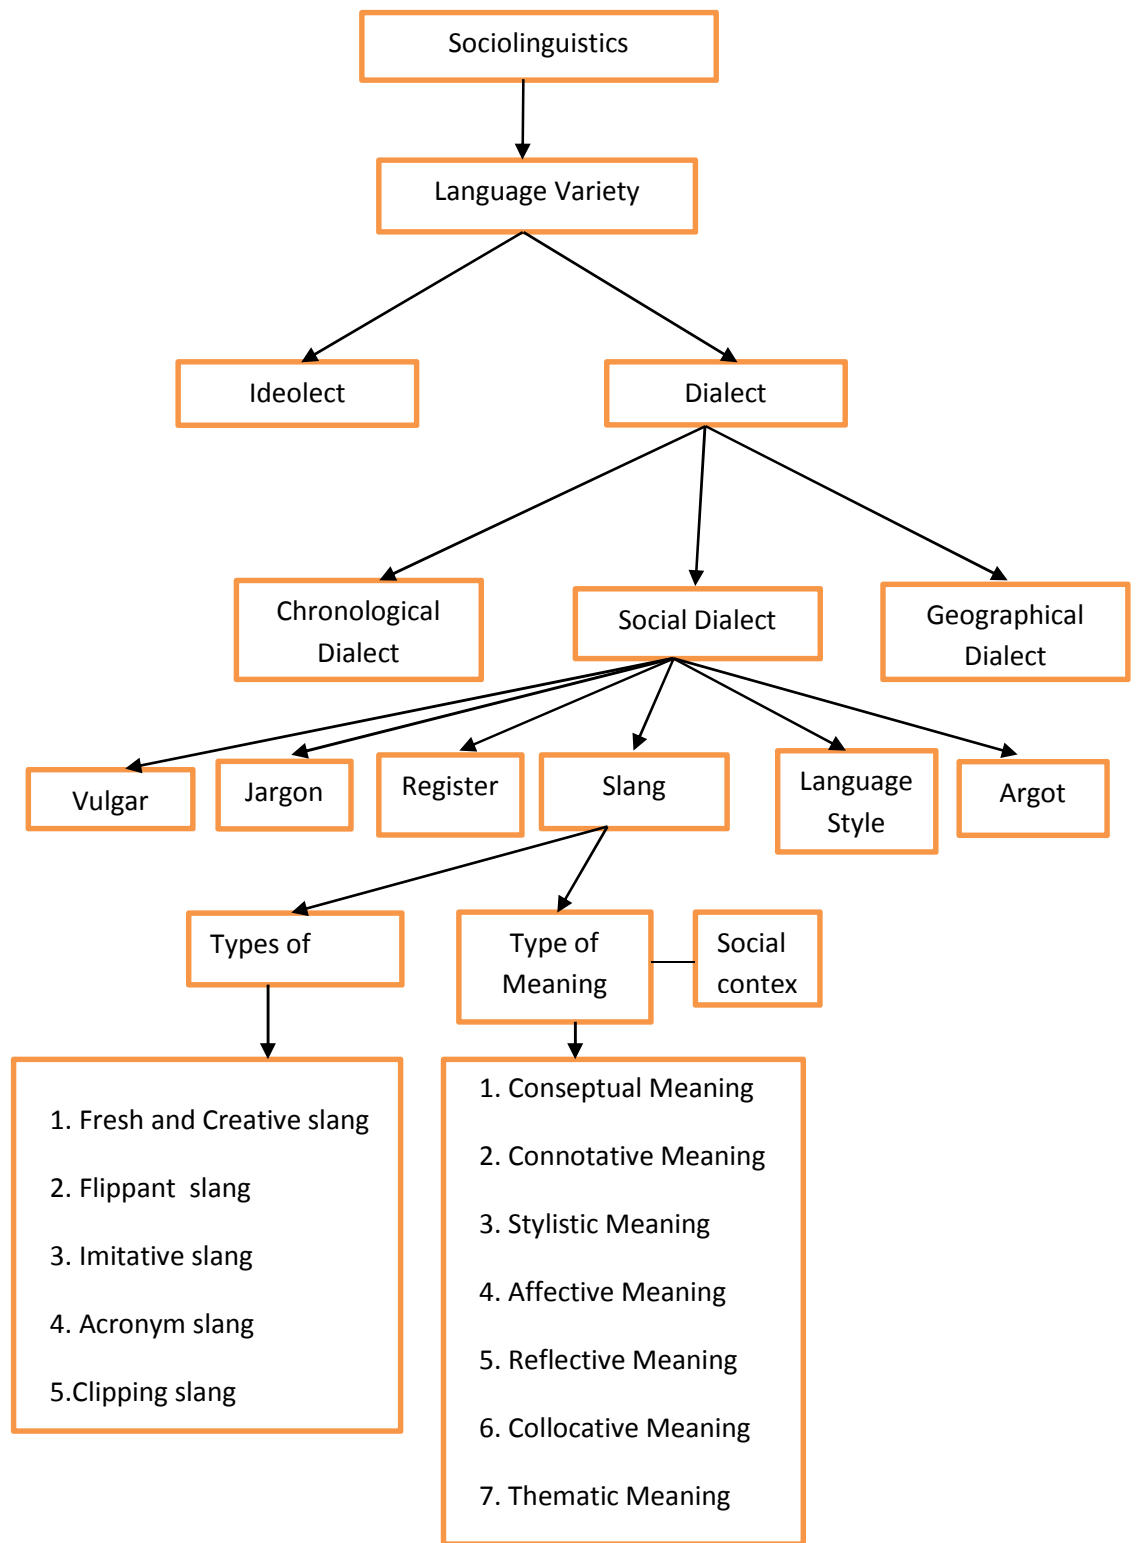 Sociolinguistics
Language Variety
Ideolect
Dialect
Chronological
Dialect
Social Dialect
Geographical
Dialect
Vulgar
Jargon
Register
Slang
Language
Style
Argot
Types of
Type of
Meaning
Social
contex
1. Fresh and Creative slang
2. Flippant  slang
3. Imitative slang
4. Acronym slang
5.Clipping slang
1. Conseptual Meaning
2. Connotative Meaning
3. Stylistic Meaning
4. Affective Meaning
5. Reflective Meaning
6. Collocative Meaning
7. Thematic Meaning